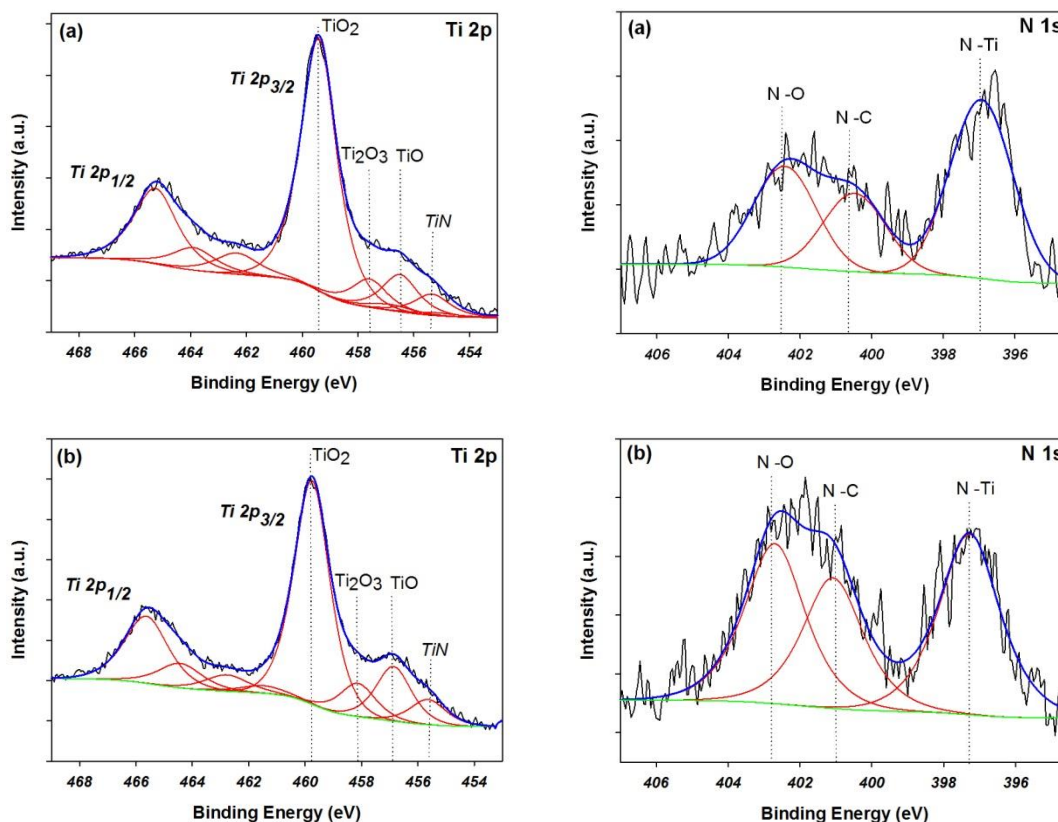 (a)
Ti 2p
TiO2
Ti 2p3/2
Ti2O3
TiO
TiN
Ti 2p1/2
Intensity (a.u.)
468 466 464 462 460 458 456 454
Binding Energy (eV)
(a)
N 1s
N -Ti
N -O
N -C
Intensity (a.u.)
406 404 402 400 398 396
Binding Energy (eV)
(b)
Ti 2p
TiO2
Ti 2p3/2
Ti2O3
TiO
TiN
Ti 2p1/2
Intensity (a.u.)
468 466 464 462 460 458 456 454
Binding Energy (eV)
(b)
N 1s
N -O
N -C
N -Ti
Intensity (a.u.)
406 404 402 400 398 396
Binding Energy (eV)